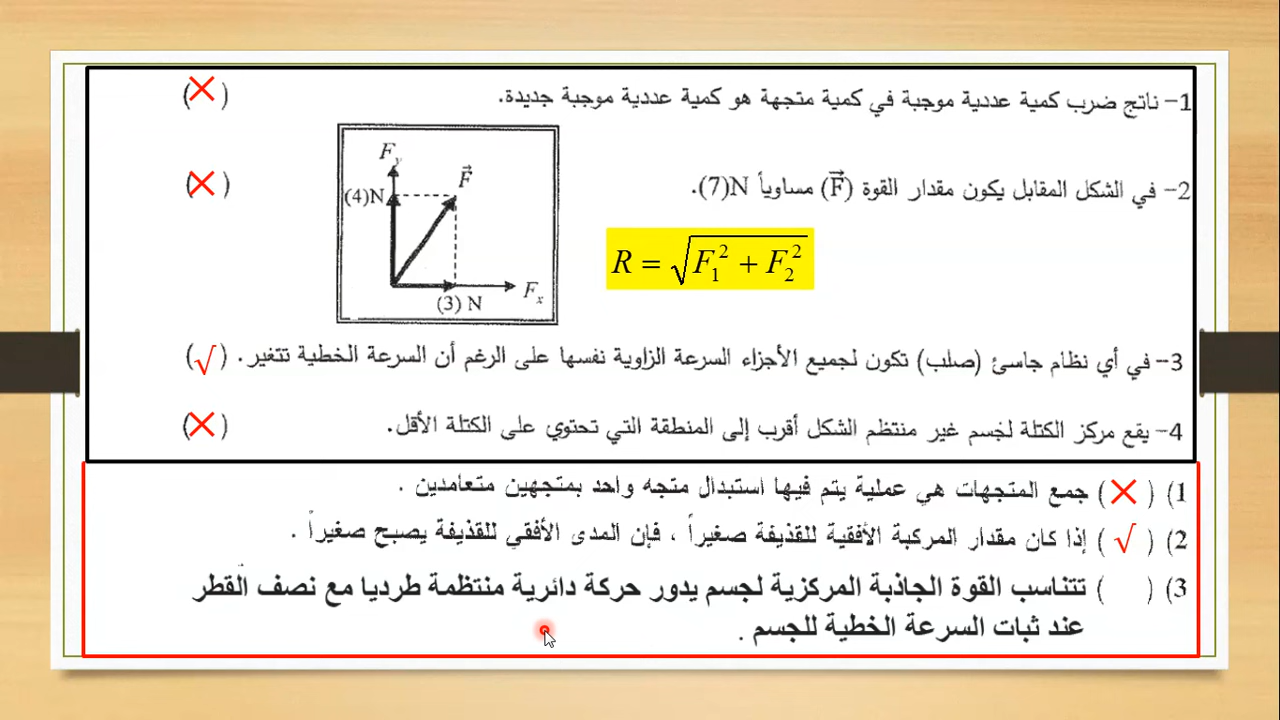 1- ناتج ضرب كمية عددية موجبة في كمية متجهة هو كمية عددية موجبة جديدة. (×)
2- في الشكل المقابل يكون مقدار القوة (F⃗) مساوياً (7)N. (×)
F_y
F⃗
(4)N
(3) N
F_x
R = √(F₁² + F₂²)
3- في أي نظام جاسئ (صلب) تكون لجميع الأجزاء السرعة الزاوية نفسها على الرغم أن السرعة الخطية تتغير. (√)
4- يقع مركز الكتلة لجسم غير منتظم الشكل أقرب إلى المنطقة التي تحتوي على الكتلة الأقل. (×)
1) (×) جمع المتجهات هي عملية يتم فيها استبدال متجه واحد بمتجهين متعامدين .
2) (√) إذا كان مقدار المركبة الأفقية للقذيفة صغيراً ، فإن المدى الأفقي للقذيفة يصبح صغيراً .
3) ( ) تتناسب القوة الجاذبة المركزية لجسم يدور حركة دائرية منتظمة طرديا مع نصف القطر
عند ثبات السرعة الخطية للجسم .